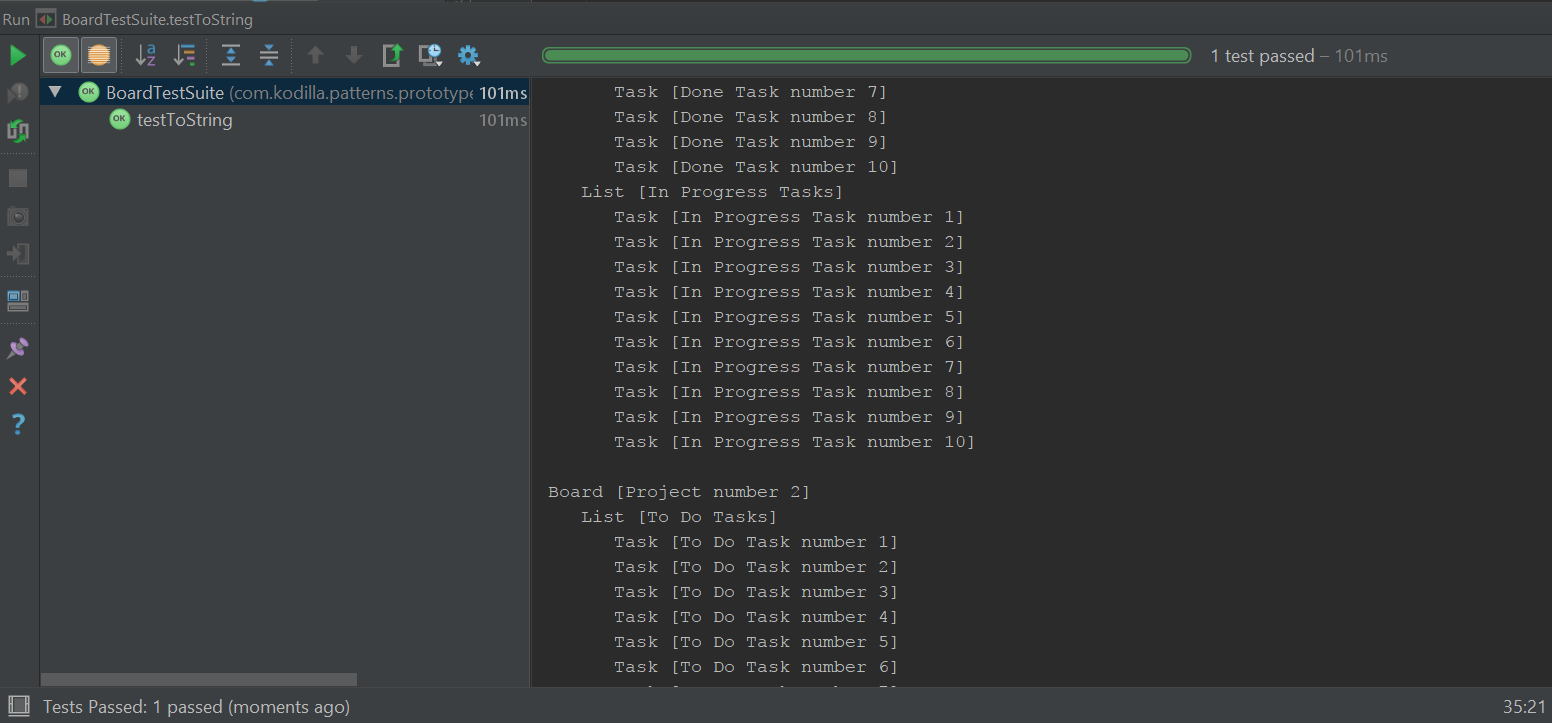 Run BoardTestSuite.testToString
1 test passed – 101ms
OK BoardTestSuite (com.kodilla.patterns.prototype 101ms
OK testToString 101ms
Task [Done Task number 7]
Task [Done Task number 8]
Task [Done Task number 9]
Task [Done Task number 10]
List [In Progress Tasks]
Task [In Progress Task number 1]
Task [In Progress Task number 2]
Task [In Progress Task number 3]
Task [In Progress Task number 4]
Task [In Progress Task number 5]
Task [In Progress Task number 6]
Task [In Progress Task number 7]
Task [In Progress Task number 8]
Task [In Progress Task number 9]
Task [In Progress Task number 10]
Board [Project number 2]
List [To Do Tasks]
Task [To Do Task number 1]
Task [To Do Task number 2]
Task [To Do Task number 3]
Task [To Do Task number 4]
Task [To Do Task number 5]
Task [To Do Task number 6]
Tests Passed: 1 passed (moments ago)
35:21